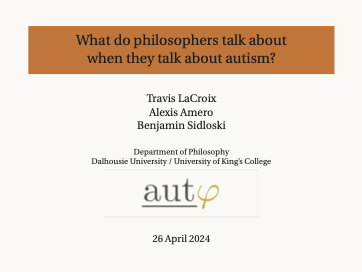 What do philosophers talk about
when they talk about autism?
Travis LaCroix
Alexis Amero
Benjamin Sidloski
Department of Philosophy
Dalhousie University / University of King's College
autφ
26 April 2024